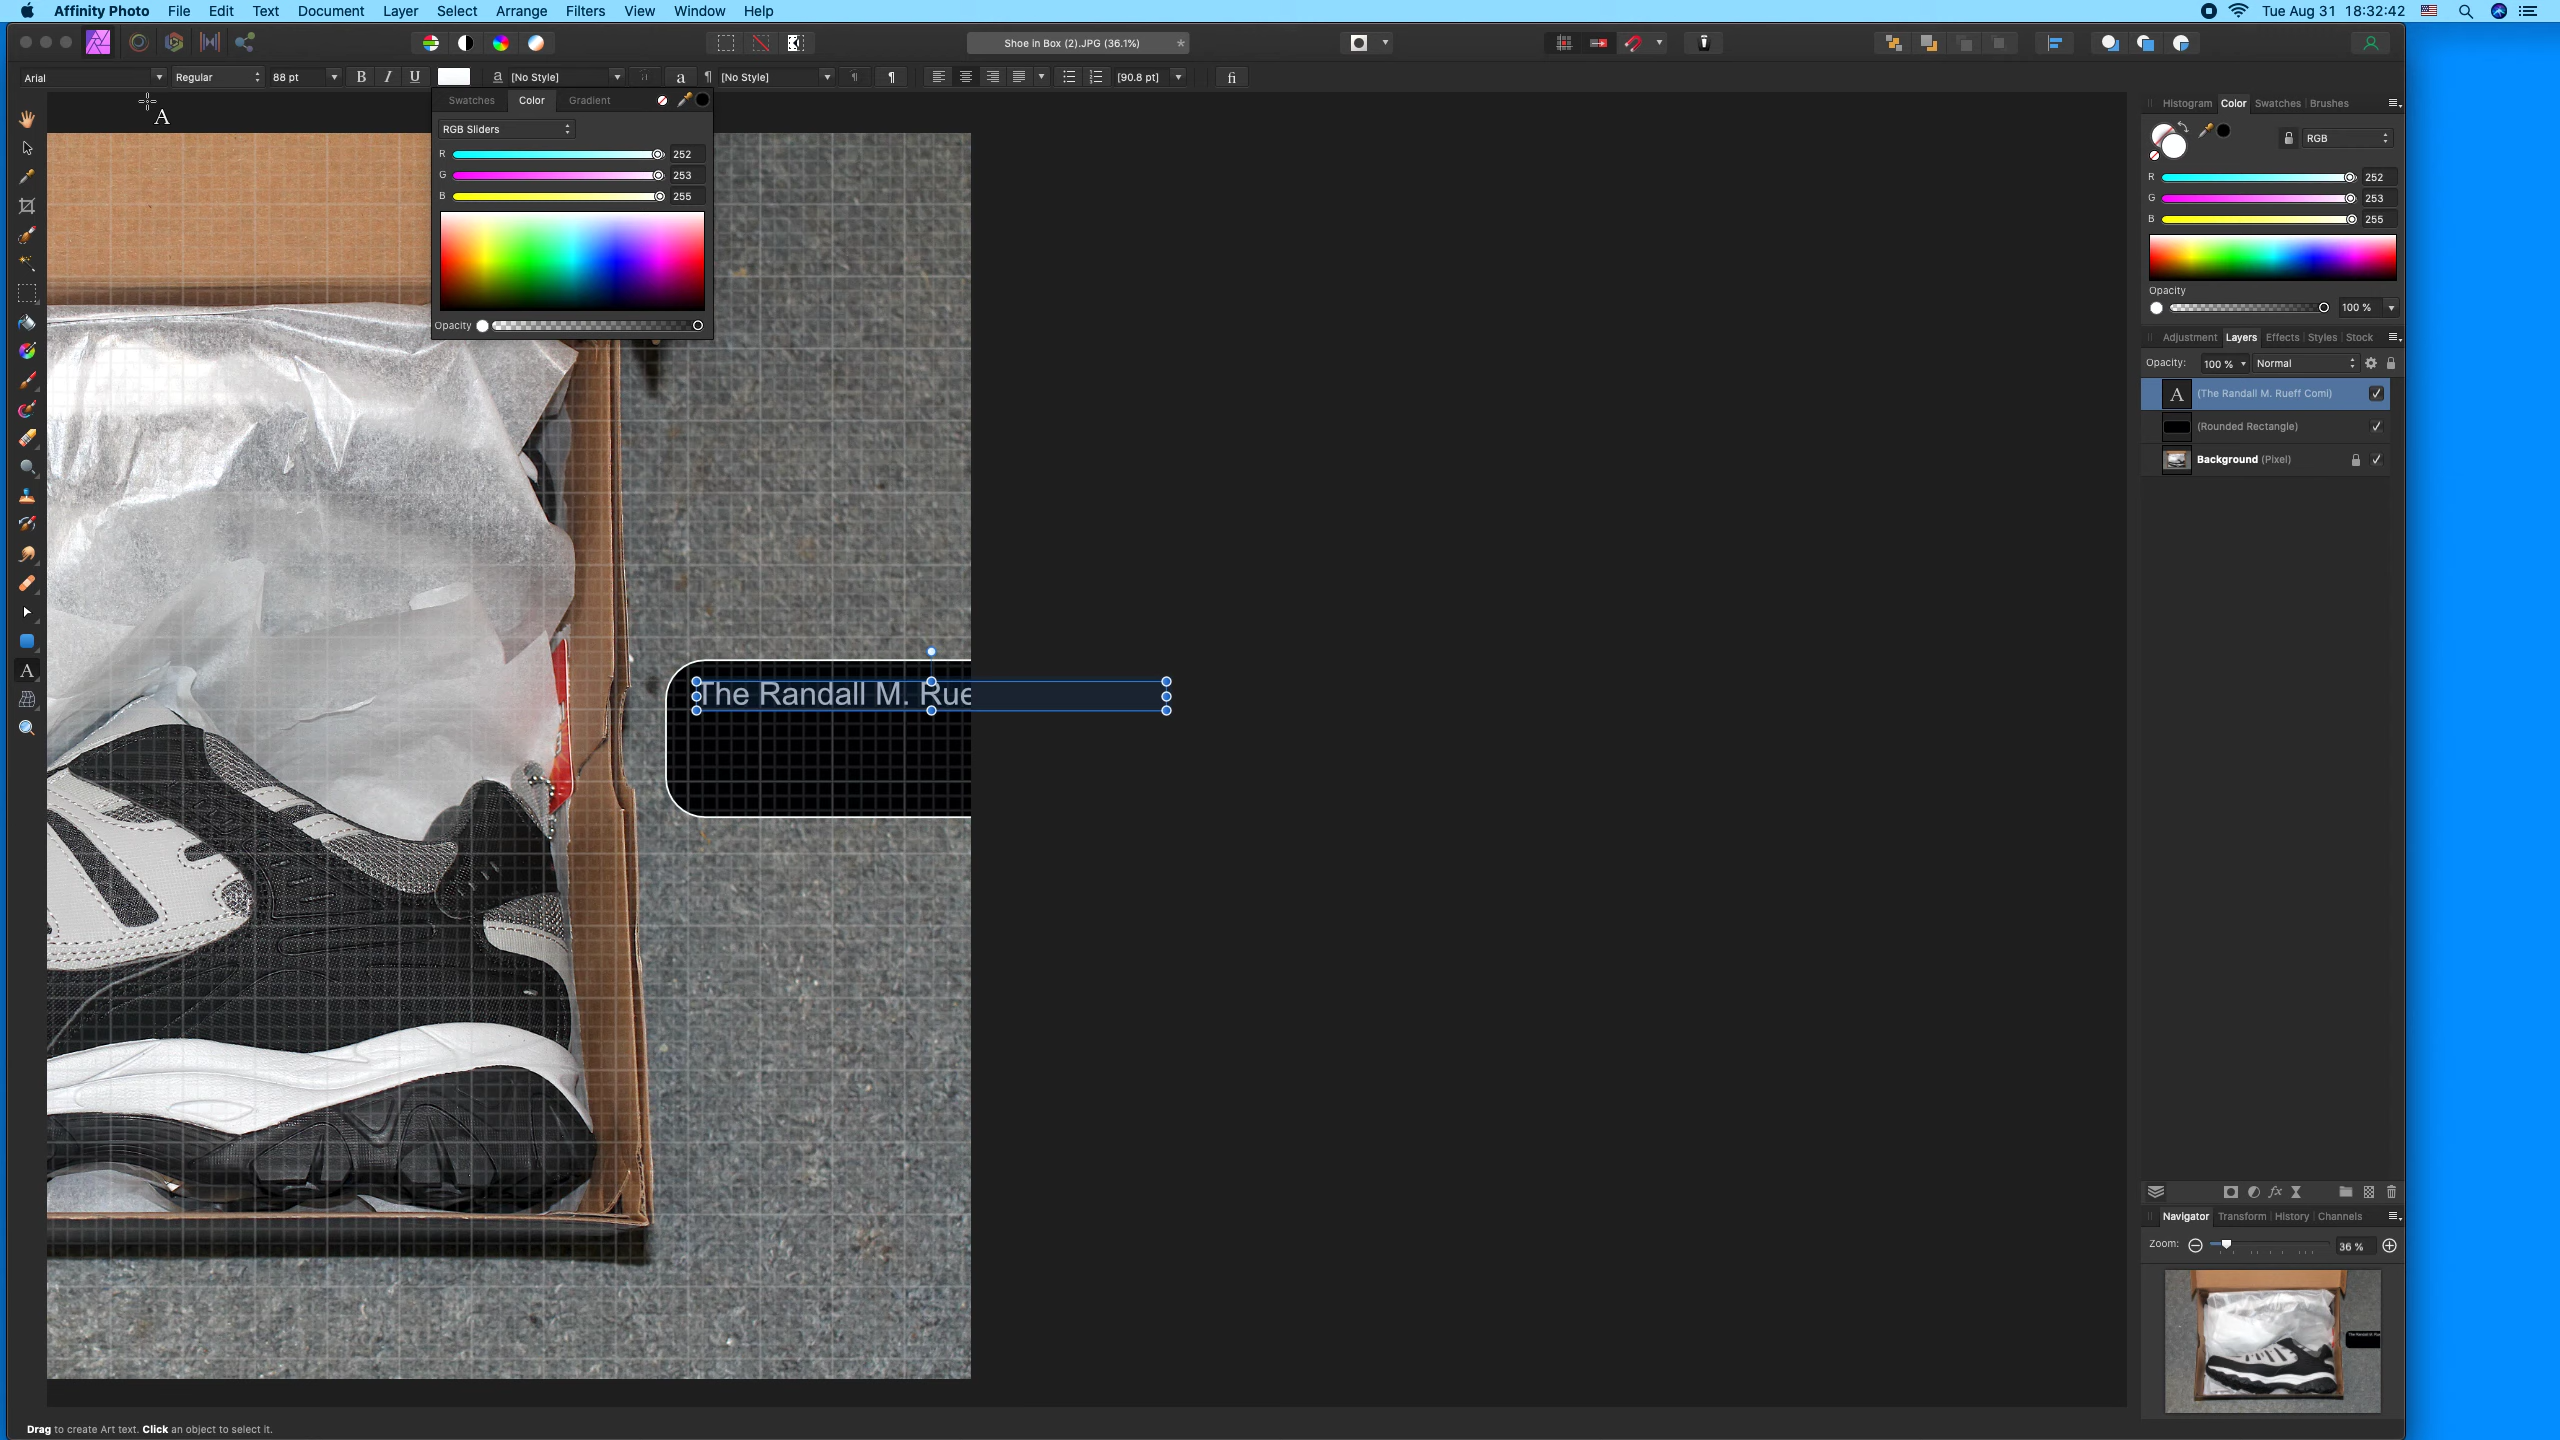 Affinity Photo File Edit Text Document Layer Select Arrange Filters View Window Help Tue Aug 31 18:32:42
Shoe in Box (2).JPG (36.1%)
Arial Regular 88 pt B I U a [No Style] a ¶ [No Style] ¶ [90.8 pt] fi
Swatches Color Gradient
RGB Sliders
R 252
G 253
B 255
Opacity
A
The Randall M. Rue
Histogram Color Swatches Brushes
RGB
R 252
G 253
B 255
Opacity
100 %
Adjustment Layers Effects Styles Stock
Opacity: 100 % Normal
A (The Randall M. Rueff Comi)
(Rounded Rectangle)
Background (Pixel)
fx
Navigator Transform History Channels
Zoom: 36 %
A
Drag to create Art text. Click an object to select it.